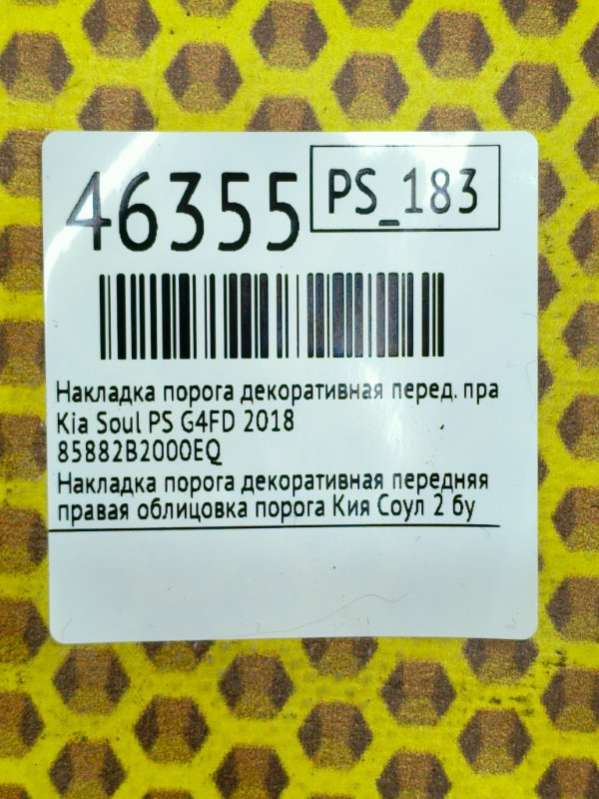 46355
PS_183
Накладка порога декоративная перед. пра
Kia Soul PS G4FD 2018
85882B2000EQ
Накладка порога декоративная передняя
правая облицовка порога Кия Соул 2 бу